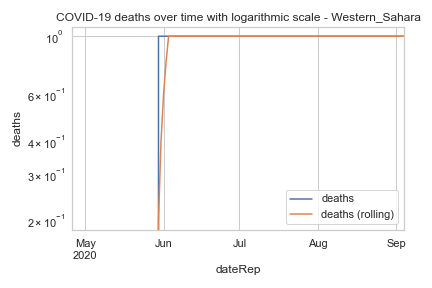 COVID-19 deaths over time with logarithmic scale - Western_Sahara
10⁰
6 × 10⁻¹
4 × 10⁻¹
3 × 10⁻¹
2 × 10⁻¹
deaths
deaths
deaths (rolling)
May Jun Jul Aug Sep
2020
dateRep